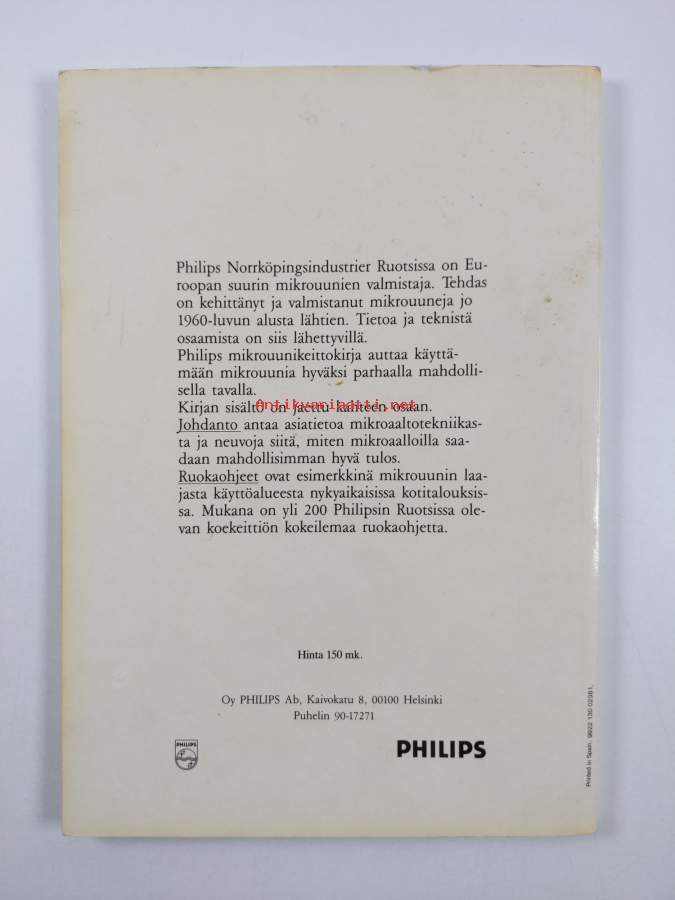 Philips Norrköpingsindustrier Ruotsissa on Eu-
roopan suurin mikrouunien valmistaja. Tehdas
on kehittänyt ja valmistanut mikrouuneja jo
1960-luvun alusta lähtien. Tietoa ja teknistä
osaamista on siis lähettyvillä.
Philips mikrouunikeittokirja auttaa käyttä-
mään mikrouunia hyväksi parhaalla mahdolli-
sella tavalla.
Antikvariaatti.net
Kirjan sisältö on jaettu kahteen osaan.
Johdanto antaa asiatietoa mikroaaltotekniikas-
ta ja neuvoja siitä, miten mikroaalloilla saa-
daan mahdollisimman hyvä tulos.
Ruokaohjeet ovat esimerkkinä mikrouunin laa-
jasta käyttöalueesta nykyaikaisissa kotitalouksis-
sa. Mukana on yli 200 Philipsin Ruotsissa ole-
van koekeittiön kokeilemaa ruokaohjetta.
Hinta 150 mk.
Oy PHILIPS Ab, Kaivokatu 8, 00100 Helsinki
Puhelin 90-17271
PHILIPS
PHILIPS
Printed in Spain. 9822 130 02381.